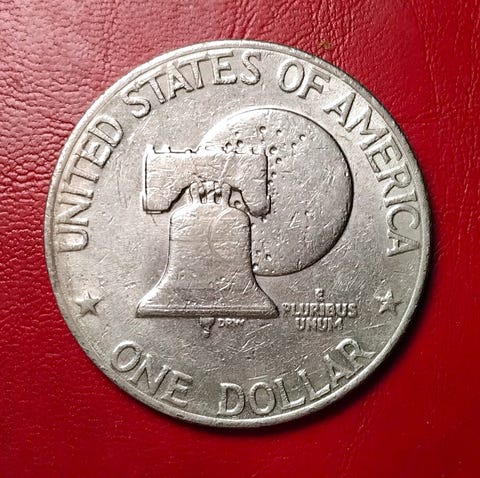 UNITED STATES OF AMERICA
E
PLURIBUS
UNUM
DRW
ONE DOLLAR